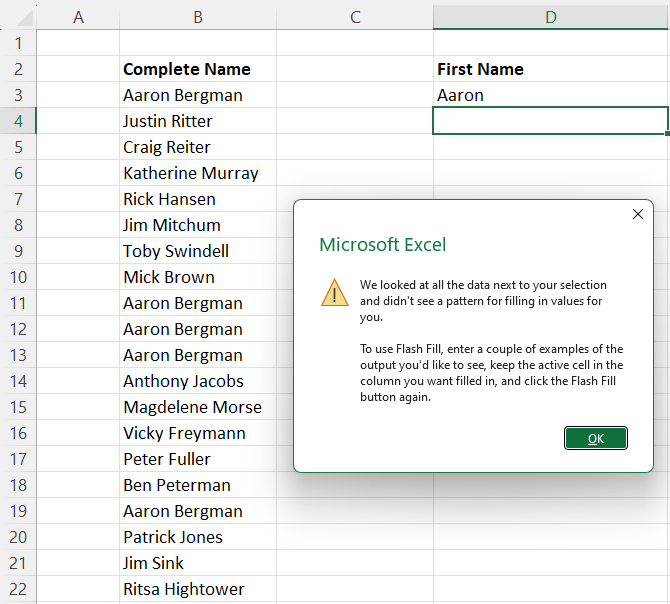 A B C D
1
2 Complete Name First Name
3 Aaron Bergman Aaron
4 Justin Ritter
5 Craig Reiter
6 Katherine Murray
7 Rick Hansen
8 Jim Mitchum
9 Toby Swindell
10 Mick Brown
11 Aaron Bergman
12 Aaron Bergman
13 Aaron Bergman
14 Anthony Jacobs
15 Magdelene Morse
16 Vicky Freymann
17 Peter Fuller
18 Ben Peterman
19 Aaron Bergman
20 Patrick Jones
21 Jim Sink
22 Ritsa Hightower
Microsoft Excel
We looked at all the data next to your selection
and didn't see a pattern for filling in values for
you.
To use Flash Fill, enter a couple of examples of the
output you'd like to see, keep the active cell in the
column you want filled in, and click the Flash Fill
button again.
OK